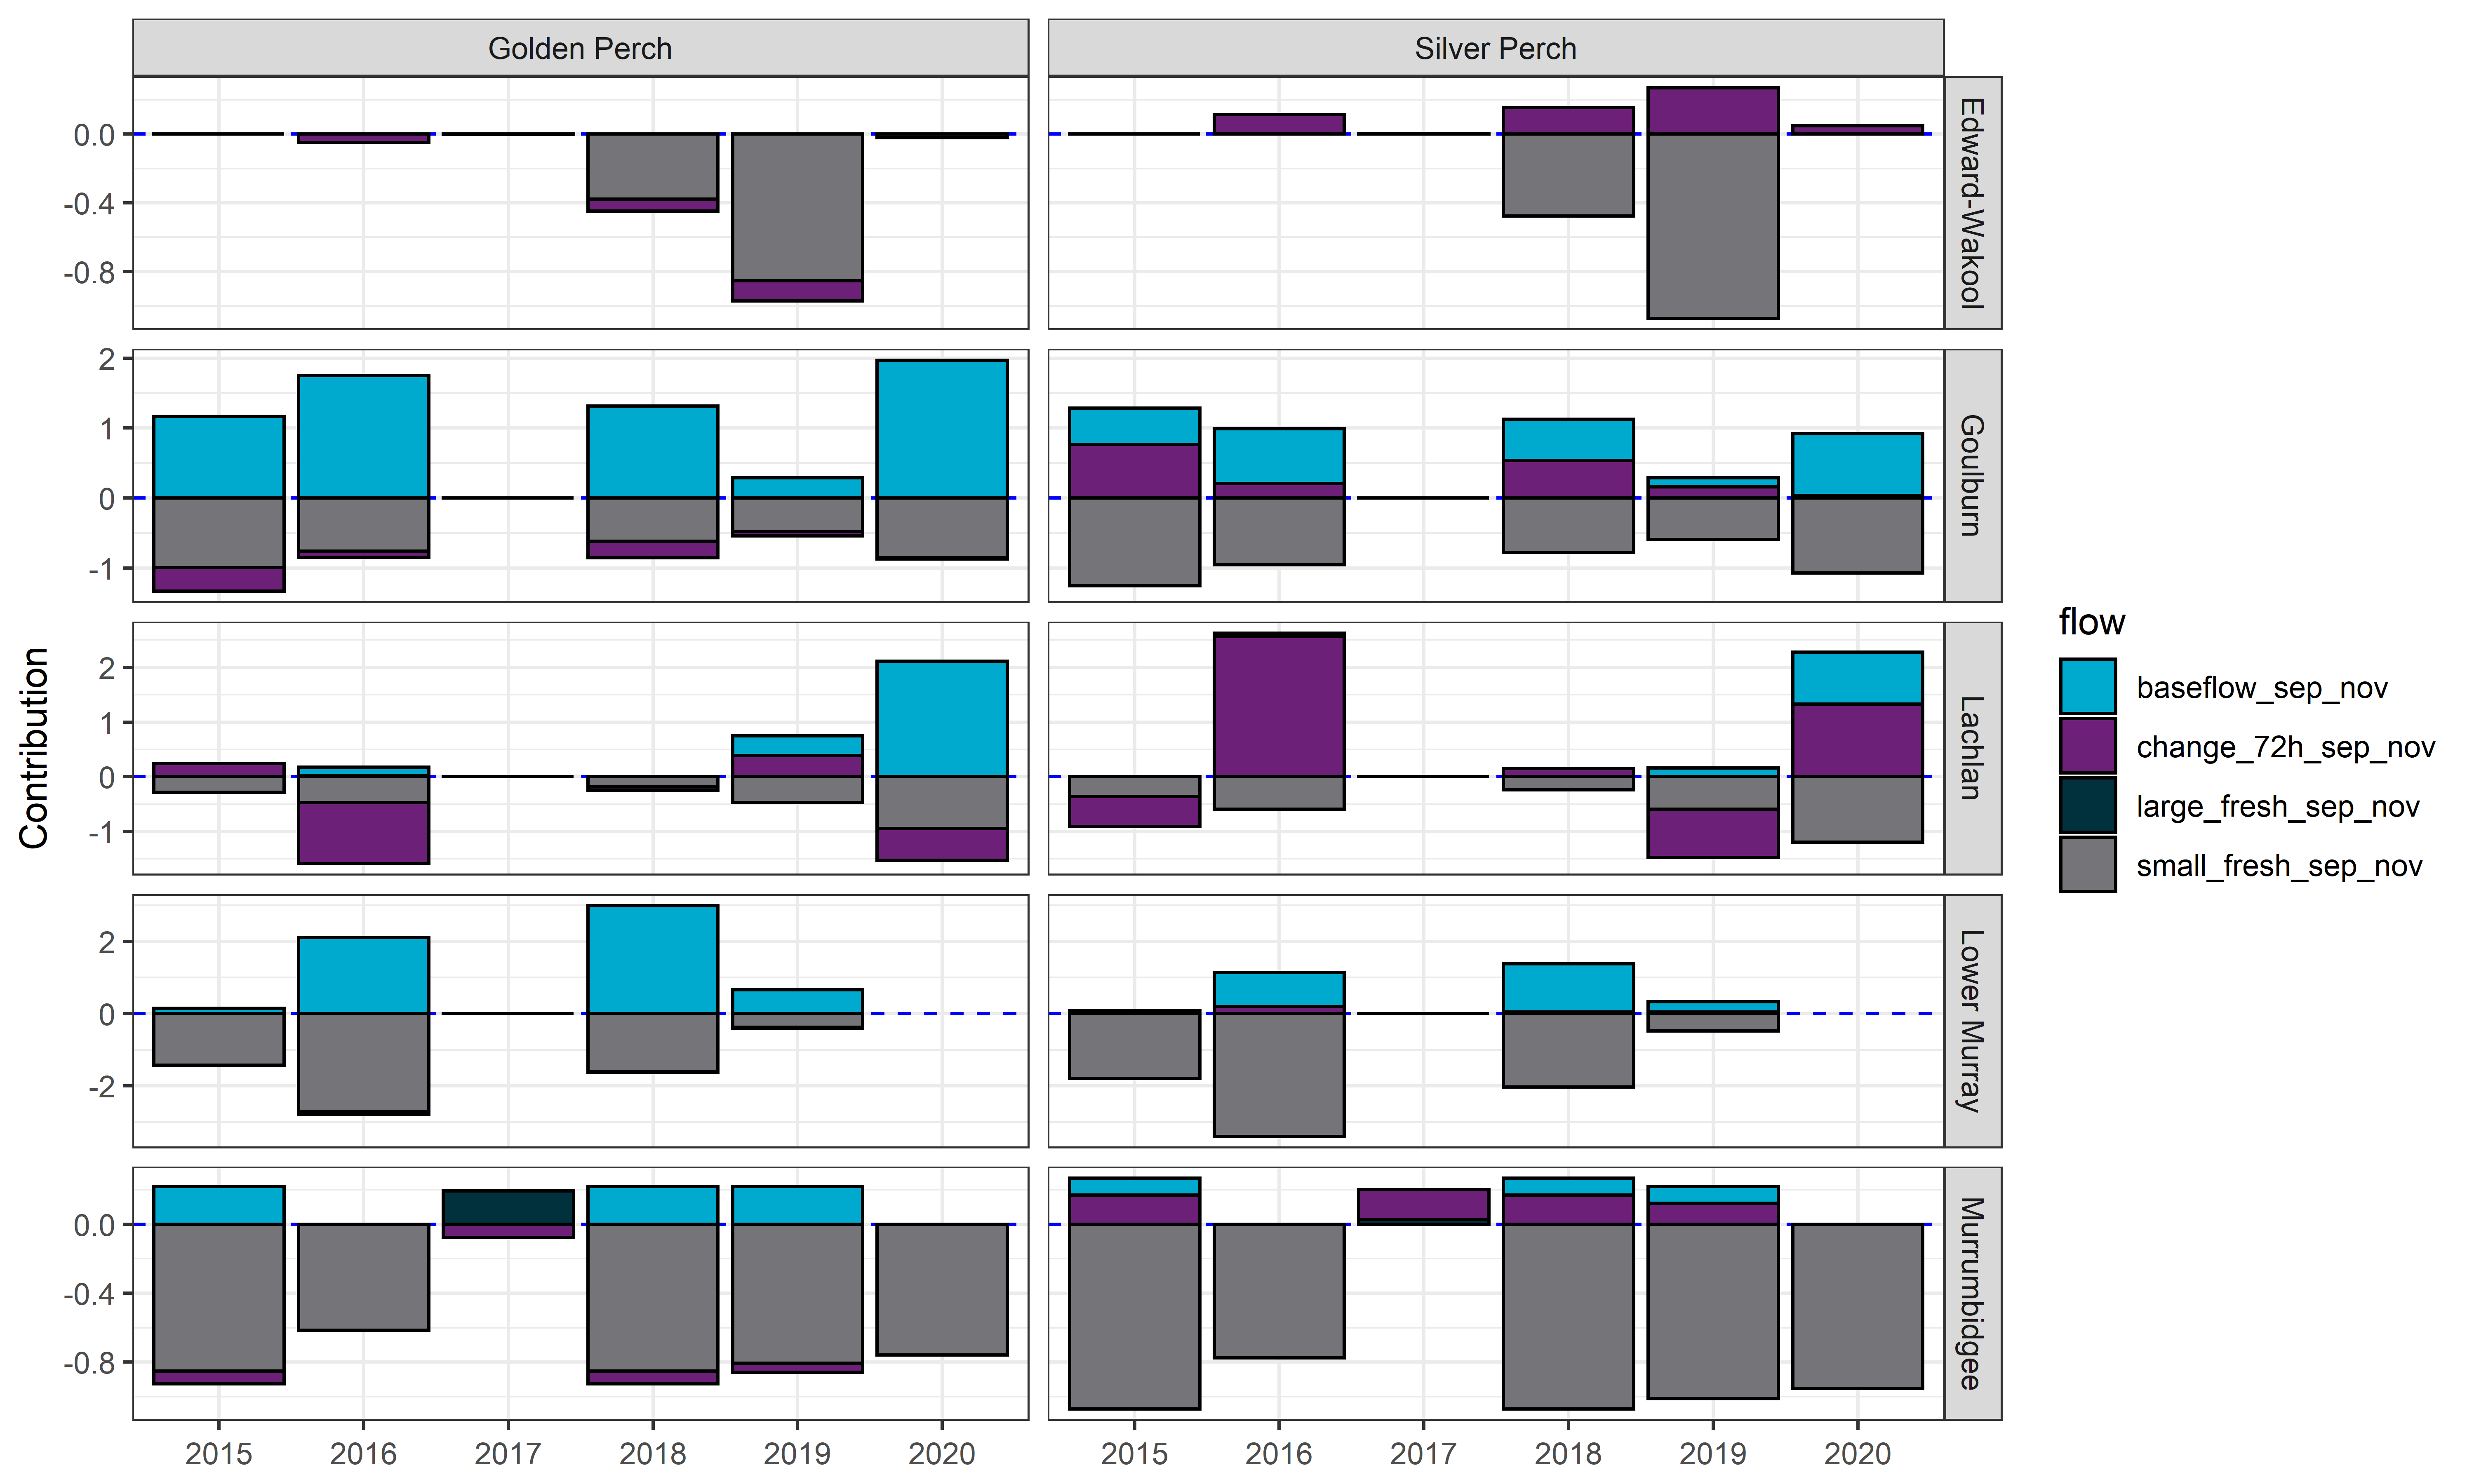 Golden Perch
Silver Perch
Contribution
0.0
-0.4
-0.8
Edward-Wakool
2
1
0
-1
Goulburn
2
1
0
-1
Lachlan
2
0
-2
Lower Murray
0.0
-0.4
-0.8
Murrumbidgee
2015 2016 2017 2018 2019 2020
2015 2016 2017 2018 2019 2020
flow
baseflow_sep_nov
change_72h_sep_nov
large_fresh_sep_nov
small_fresh_sep_nov